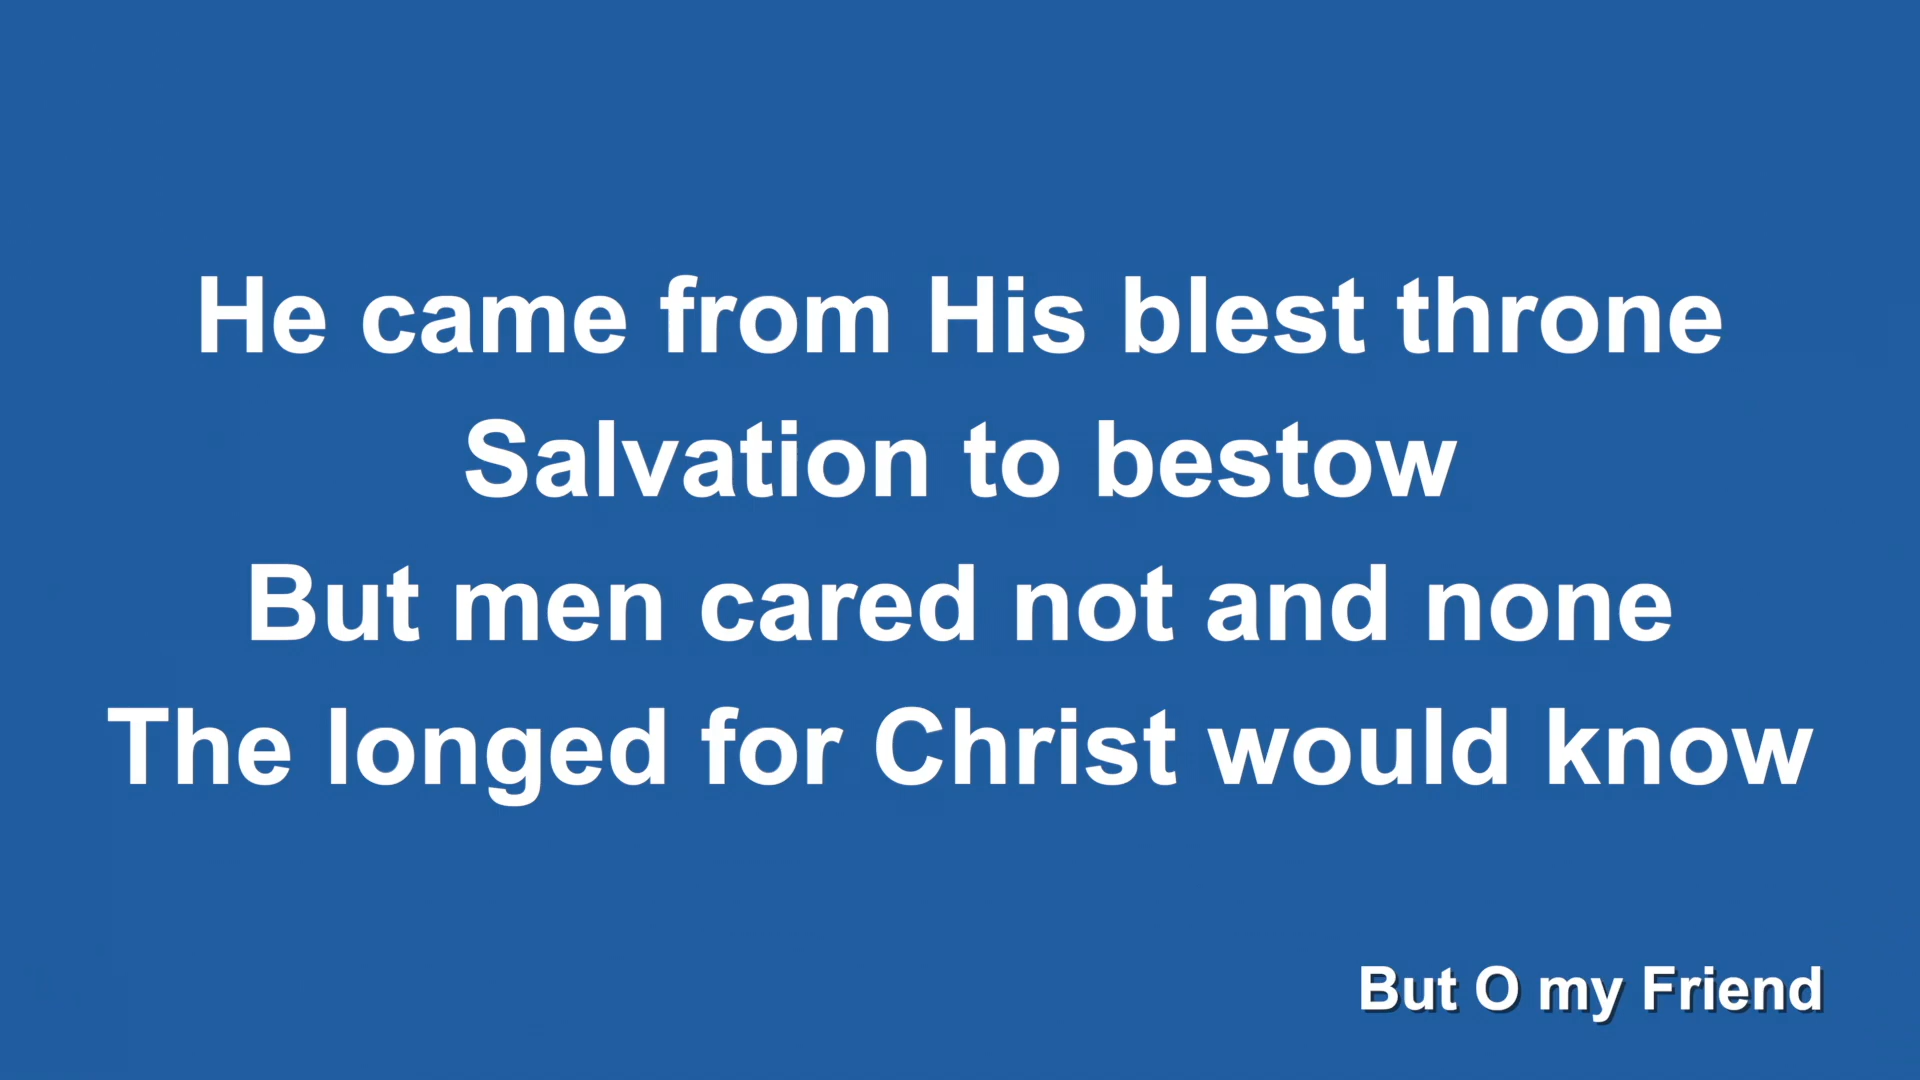 He came from His blest throne
Salvation to bestow
But men cared not and none
The longed for Christ would know
But O my Friend